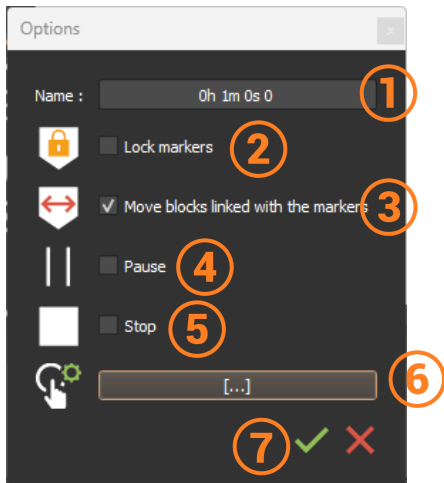 Options
x
Name : 0h 1m 0s 0 1
Lock markers 2
Move blocks linked with the markers 3
Pause 4
Stop 5
[...] 6
7